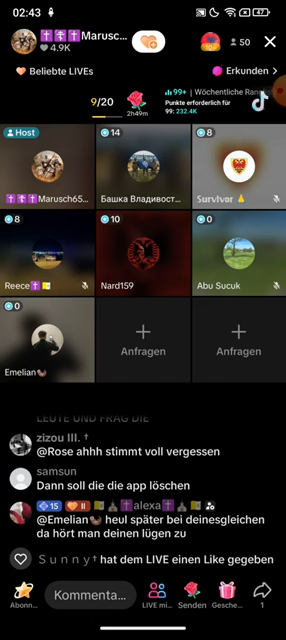 02:43
47
Marusc...
4.9K
50
Beliebte LIVEs
Erkunden >
9/20
2h49m
99+ | Wöchentliche Ran
Punkte erforderlich für
99: 232.4K
Host
14
8
Marusch65...
Башка Владивост...
Survivor
8
10
0
Reece
Nard159
Abu Sucuk
0
Emelian
Anfragen
Anfragen
LEUTE UND FRAG DIE
zizou III. †
@Rose ahhh stimmt voll vergessen
samsun
Dann soll die die app löschen
15
II
alexa
@Emelian heul später bei deinesgleichen
da hört man deinen lügen zu
S u n n y † hat dem LIVE einen Like gegeben
Kommenta...
Abonn...
LIVE mi...
Senden
Gesche...
1